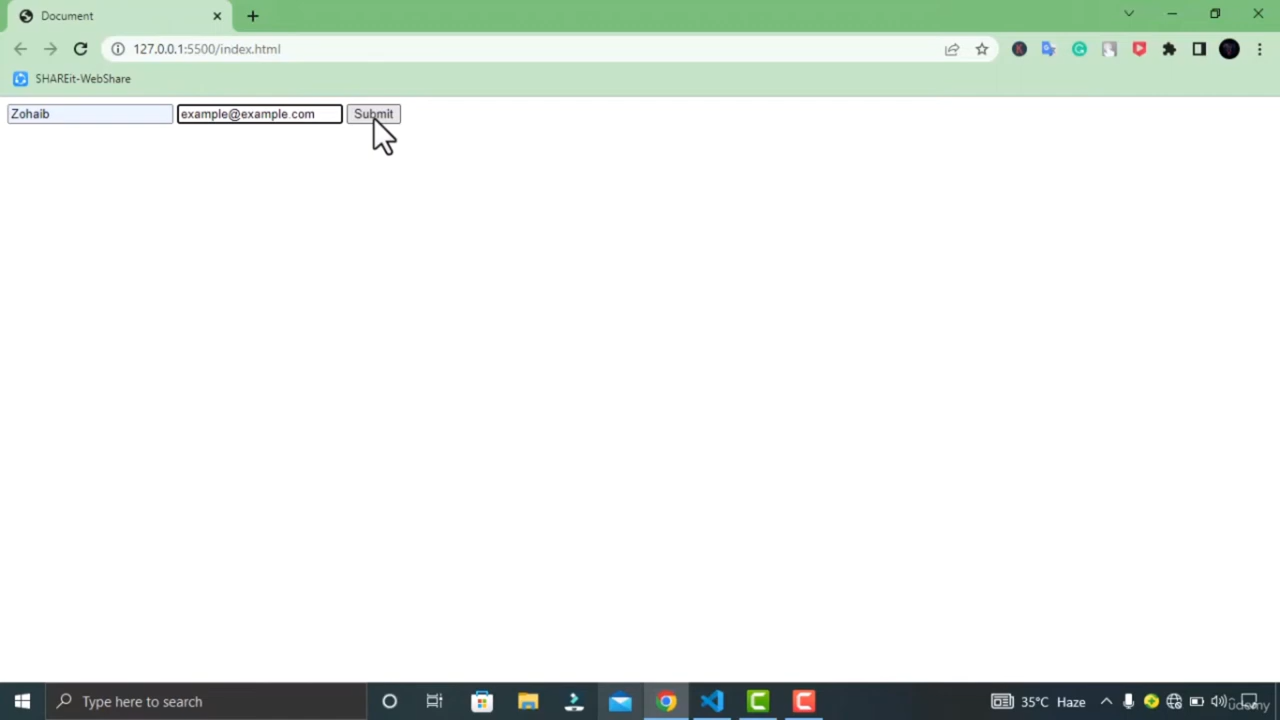 Document
127.0.0.1:5500/index.html
SHAREit-WebShare
Zohaib
example@example.com
Submit
Type here to search
35°C Haze
ûdemy